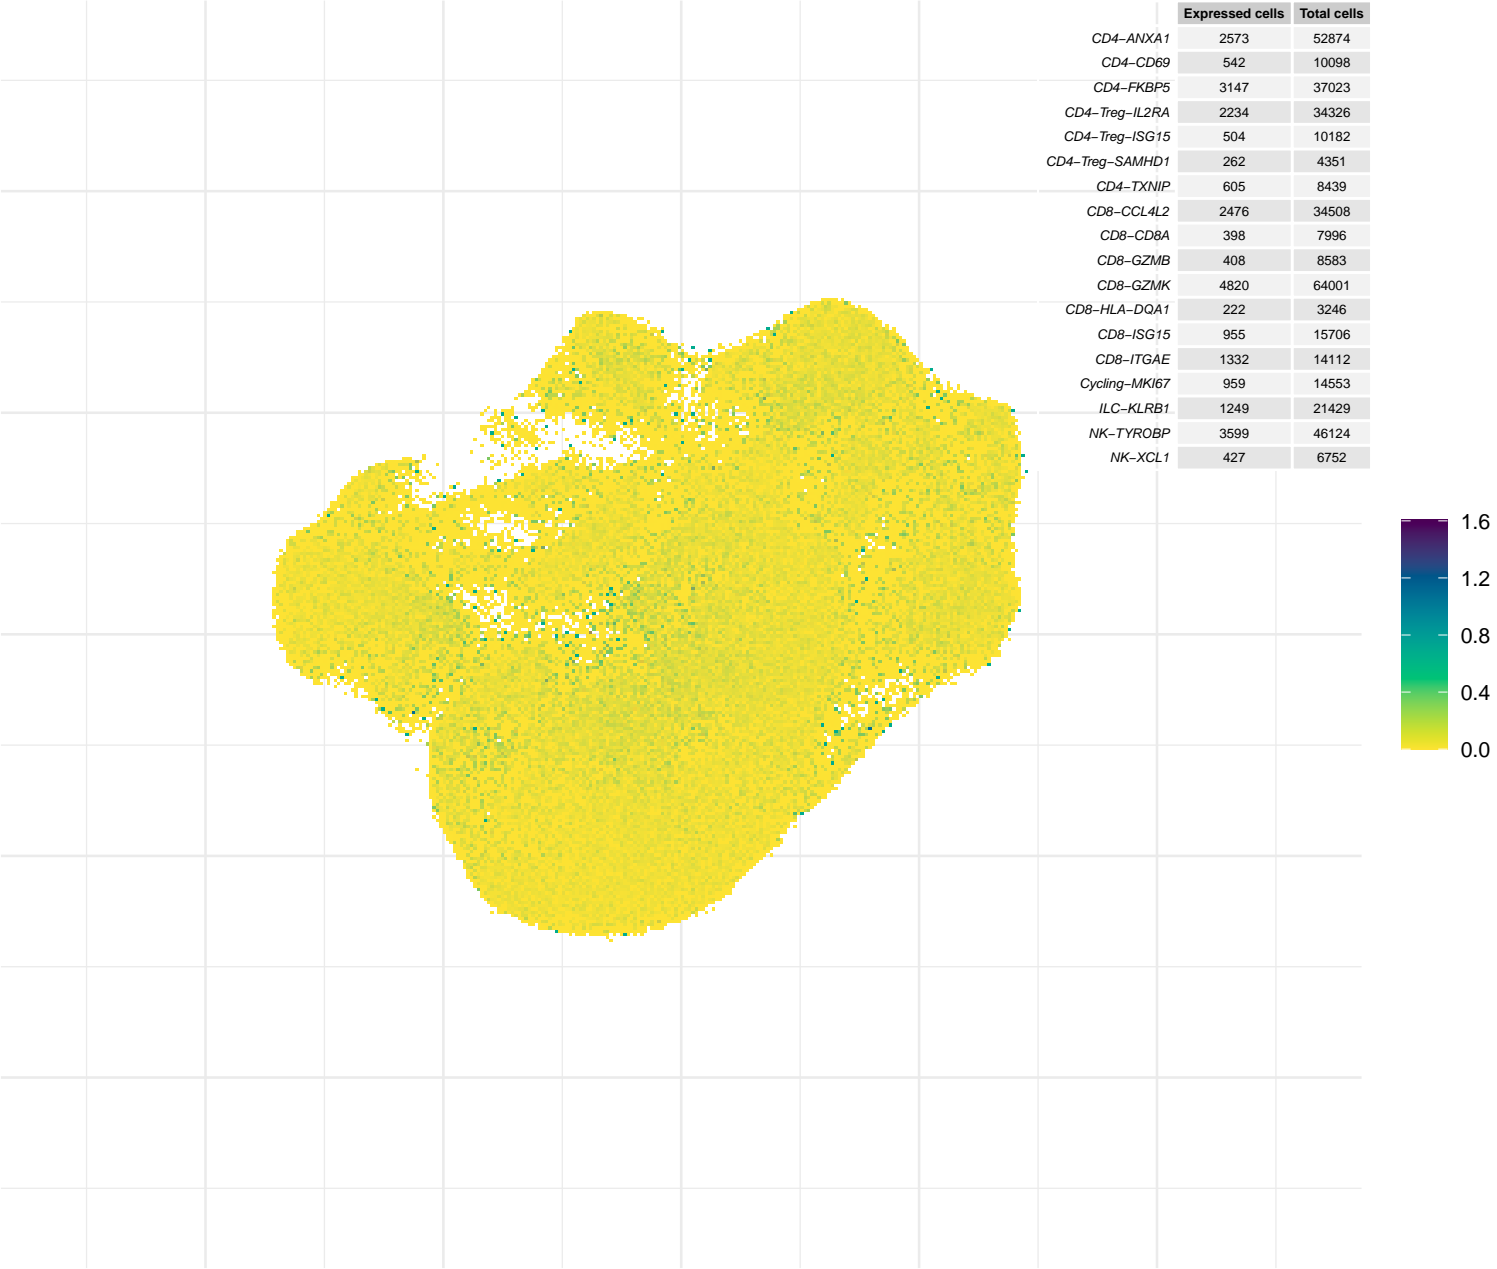 Expressed cells Total cells
CD4–ANXA1 2573 52874
CD4–CD69 542 10098
CD4–FKBP5 3147 37023
CD4–Treg–IL2RA 2234 34326
CD4–Treg–ISG15 504 10182
CD4–Treg–SAMHD1 262 4351
CD4–TXNIP 605 8439
CD8–CCL4L2 2476 34508
CD8–CD8A 398 7996
CD8–GZMB 408 8583
CD8–GZMK 4820 64001
CD8–HLA–DQA1 222 3246
CD8–ISG15 955 15706
CD8–ITGAE 1332 14112
Cycling–MKI67 959 14553
ILC–KLRB1 1249 21429
NK–TYROBP 3599 46124
NK–XCL1 427 6752
1.6
1.2
0.8
0.4
0.0